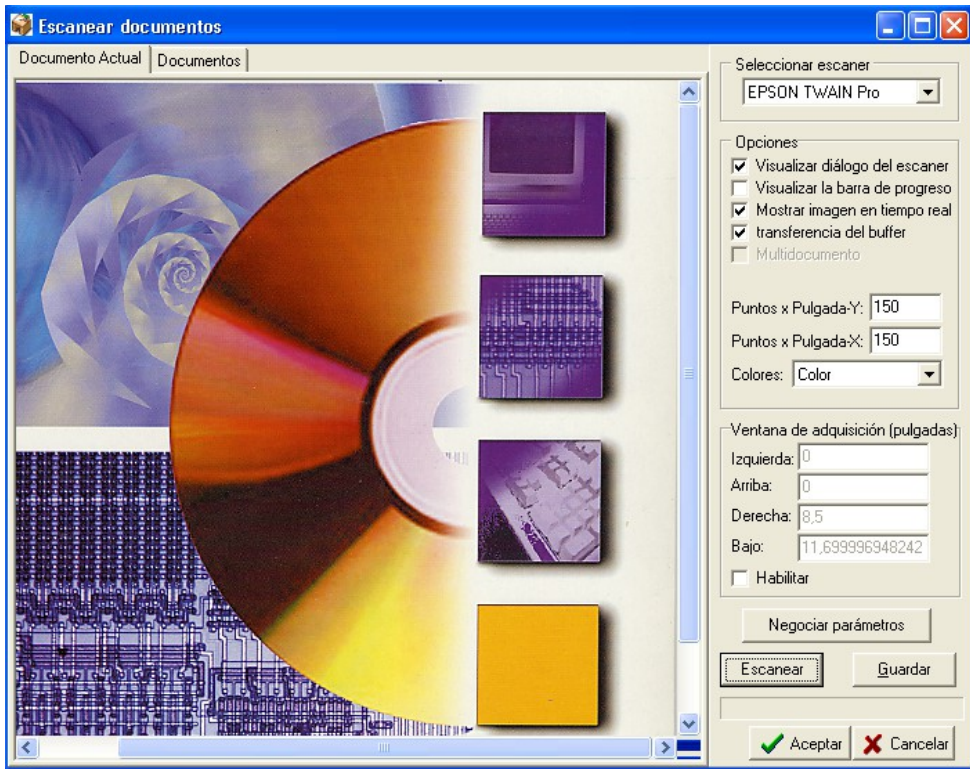 Escanear documentos
Documento Actual
Documentos
Seleccionar escaner
EPSON TWAIN Pro
Opciones
Visualizar diálogo del escaner
Visualizar la barra de progreso
Mostrar imagen en tiempo real
transferencia del buffer
Multidocumento
Puntos x Pulgada-Y: 150
Puntos x Pulgada-X: 150
Colores: Color
Ventana de adquisición (pulgadas)
Izquierda: 0
Arriba: 0
Derecha: 8,5
Bajo: 11,699996948242
Habilitar
Negociar parámetros
Escanear
Guardar
Aceptar
Cancelar